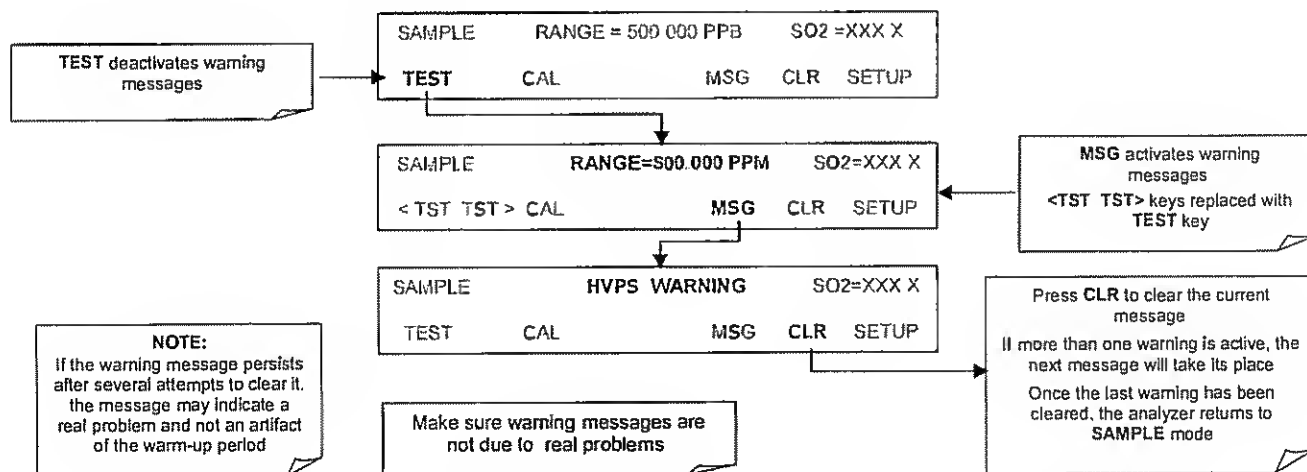 TEST deactivates warning
messages
SAMPLE RANGE = 500 000 PPB SO2 =XXX X
TEST CAL MSG CLR SETUP
SAMPLE RANGE=500.000 PPM SO2=XXX X
< TST TST > CAL MSG CLR SETUP
MSG activates warning
messages
<TST TST> keys replaced with
TEST key
SAMPLE HVPS WARNING SO2=XXX X
TEST CAL MSG CLR SETUP
NOTE:
If the warning message persists
after several attempts to clear it,
the message may indicate a
real problem and not an artifact
of the warm-up period
Make sure warning messages are
not due to real problems
Press CLR to clear the current
message
If more than one warning is active, the
next message will take its place
Once the last warning has been
cleared, the analyzer returns to
SAMPLE mode